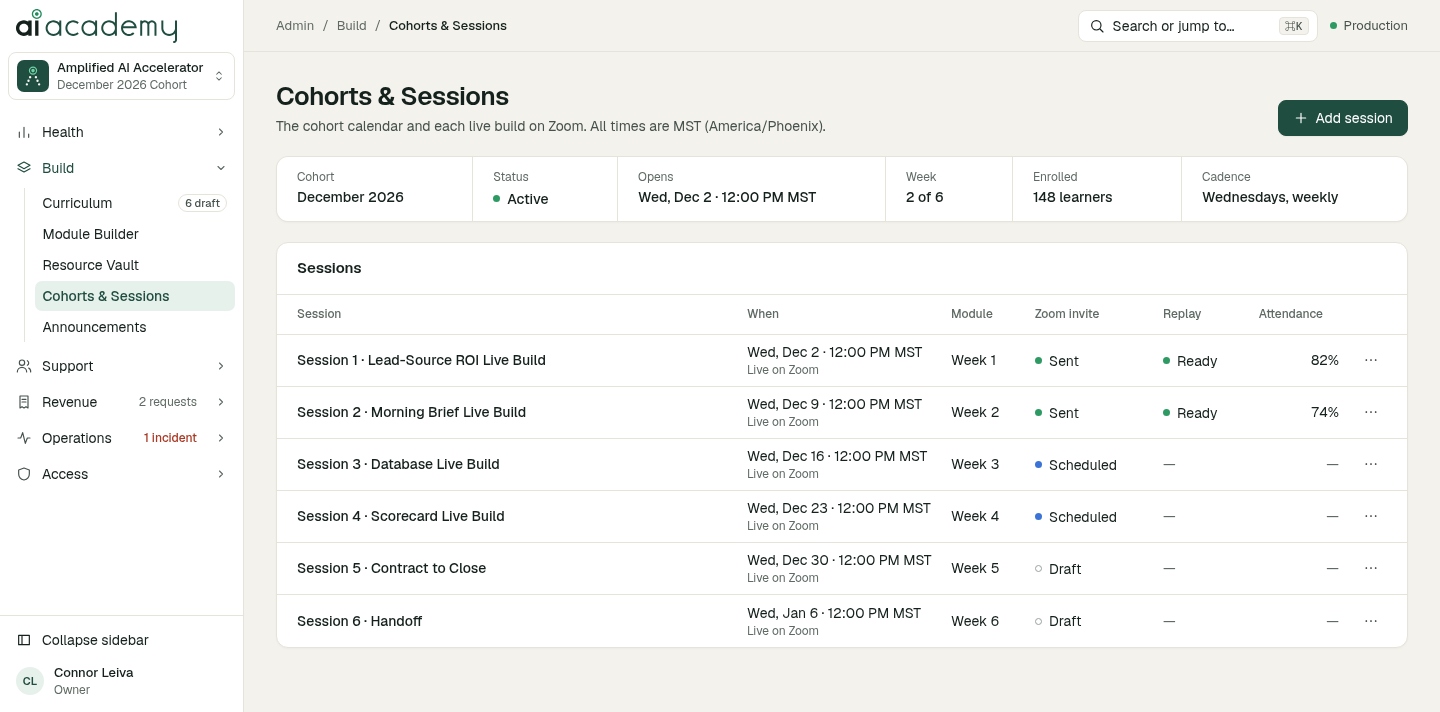 ai academy
Amplified AI Accelerator
December 2026 Cohort
Health
Build
Curriculum 6 draft
Module Builder
Resource Vault
Cohorts & Sessions
Announcements
Support
Revenue 2 requests
Operations 1 incident
Access
Collapse sidebar
CL Connor Leiva
Owner
Admin / Build / Cohorts & Sessions
Search or jump to… ⌘K
Production
Cohorts & Sessions
The cohort calendar and each live build on Zoom. All times are MST (America/Phoenix).
+ Add session
Cohort Status Opens Week Enrolled Cadence
December 2026 Active Wed, Dec 2 · 12:00 PM MST 2 of 6 148 learners Wednesdays, weekly
Sessions
Session When Module Zoom invite Replay Attendance
Session 1 · Lead-Source ROI Live Build Wed, Dec 2 · 12:00 PM MST Week 1 Sent Ready 82% ···
Live on Zoom
Session 2 · Morning Brief Live Build Wed, Dec 9 · 12:00 PM MST Week 2 Sent Ready 74% ···
Live on Zoom
Session 3 · Database Live Build Wed, Dec 16 · 12:00 PM MST Week 3 Scheduled — — ···
Live on Zoom
Session 4 · Scorecard Live Build Wed, Dec 23 · 12:00 PM MST Week 4 Scheduled — — ···
Live on Zoom
Session 5 · Contract to Close Wed, Dec 30 · 12:00 PM MST Week 5 Draft — — ···
Live on Zoom
Session 6 · Handoff Wed, Jan 6 · 12:00 PM MST Week 6 Draft — — ···
Live on Zoom